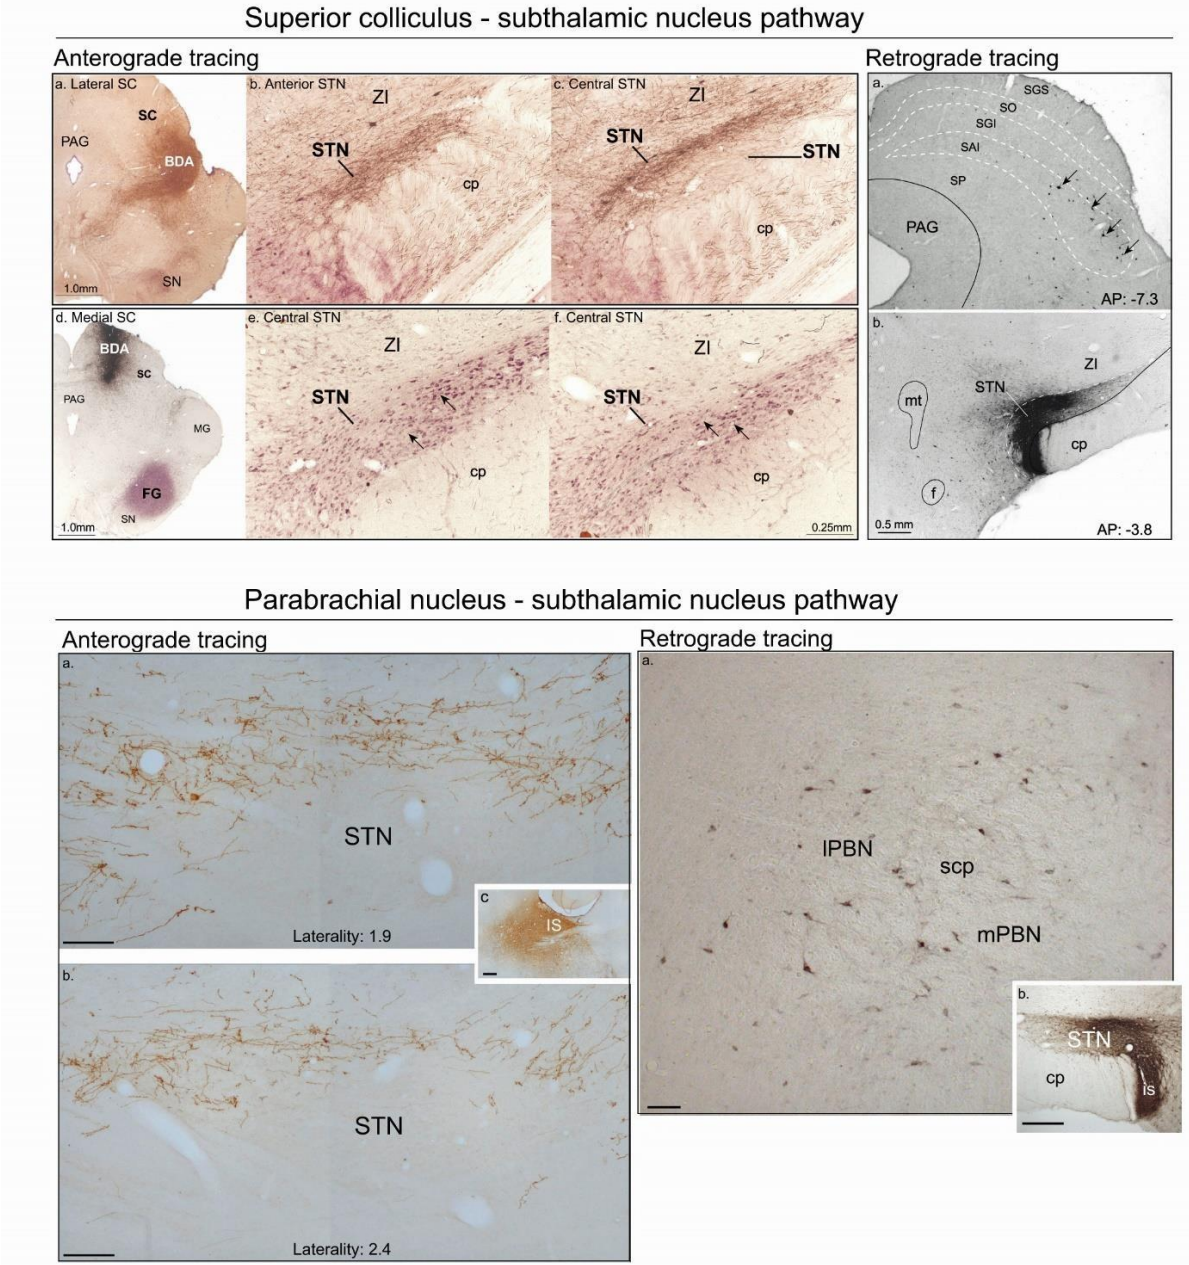 Superior colliculus - subthalamic nucleus pathway
Anterograde tracing
a. Lateral SC
SC
PAG
BDA
SN
1.0mm
b. Anterior STN
ZI
STN
cp
c. Central STN
ZI
STN
STN
cp
d. Medial SC
BDA
SC
PAG
MG
FG
SN
1.0mm
e. Central STN
ZI
STN
cp
f. Central STN
ZI
STN
cp
0.25mm
Retrograde tracing
a.
SGS
SO
SGI
SAI
SP
PAG
AP: -7.3
b.
ZI
STN
mt
cp
f
0.5 mm
AP: -3.8
Parabrachial nucleus - subthalamic nucleus pathway
Anterograde tracing
a.
STN
Laterality: 1.9
c
IS
b.
STN
Laterality: 2.4
Retrograde tracing
a.
lPBN
scp
mPBN
b.
STN
cp
is